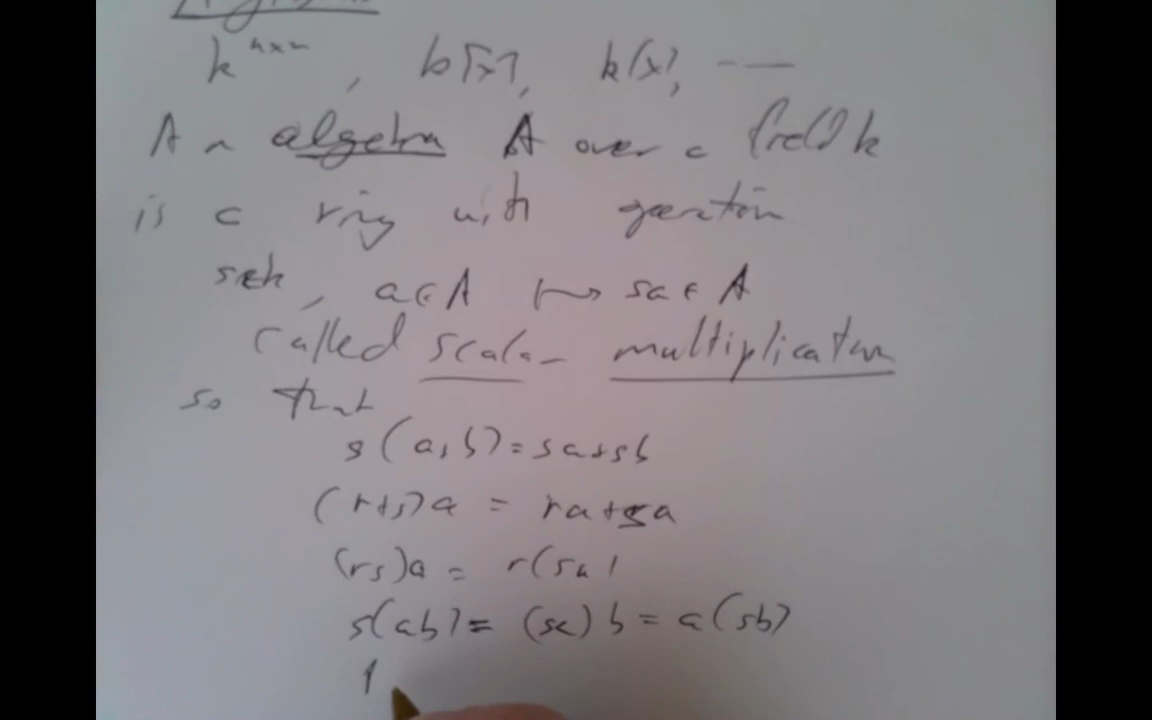 k^{n×n}, k[x], k(x), ——
An algebra A over a field k
is a ring with operation
s∈k, a∈A ↦ sa∈A
called scalar multiplication
so that
s(a+b) = sa+sb
(r+s)a = ra+sa
(rs)a = r(sa)
s(ab) = (sa)b = a(sb)
1